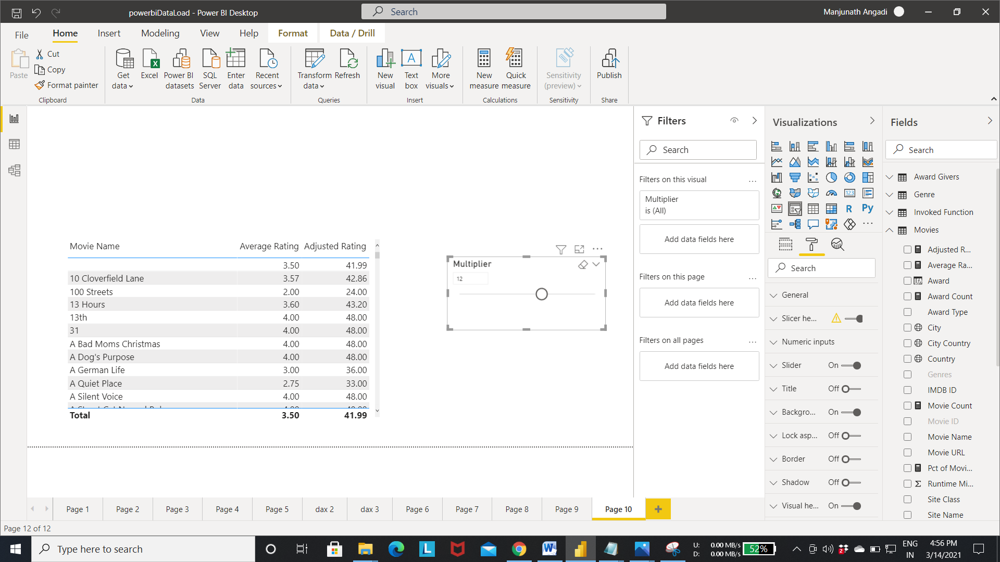 powerbiDataLoad - Power BI Desktop
Search
Manjunath Angadi
File
Home
Insert
Modeling
View
Help
Format
Data / Drill
Paste
Cut
Copy
Format painter
Clipboard
Get data
Excel
Power BI datasets
SQL Server
Enter data
Recent sources
Data
Transform data
Refresh
Queries
New visual
Text box
More visuals
Insert
New measure
Quick measure
Calculations
Sensitivity (preview)
Sensitivity
Publish
Share
Movie Name Average Rating Adjusted Rating
3.50 41.99
10 Cloverfield Lane 3.57 42.86
100 Streets 2.00 24.00
13 Hours 3.60 43.20
13th 4.00 48.00
31 4.00 48.00
A Bad Moms Christmas 4.00 48.00
A Dog's Purpose 4.00 48.00
A German Life 3.00 36.00
A Quiet Place 2.75 33.00
A Silent Voice 4.00 48.00
Total 3.50 41.99
Multiplier
12
Filters
Search
Filters on this visual ...
Multiplier
is (All)
Add data fields here
Filters on this page ...
Add data fields here
Filters on all pages ...
Add data fields here
Visualizations
123
R
Py
...
Search
General
Slicer he...
Numeric inputs
Slider On
Title Off
Backgro... On
Lock asp... Off
Border Off
Shadow Off
Visual he... On
Fields
Search
Award Givers
Genre
Invoked Function
Movies
Adjusted R...
Average Ra...
Award
Award Count
Award Type
City
City Country
Country
Genres
IMDB ID
Movie Count
Movie ID
Movie Name
Movie URL
Pct of Movi...
Runtime Mi...
Site Class
Site Name
Page 1
Page 2
Page 3
Page 4
Page 5
dax 2
dax 3
Page 6
Page 7
Page 8
Page 9
Page 10
Page 12 of 12
Type here to search
U: 0.00 MB/s
D: 0.00 MB/s
52%
2
ENG
IN
4:56 PM
3/14/2021